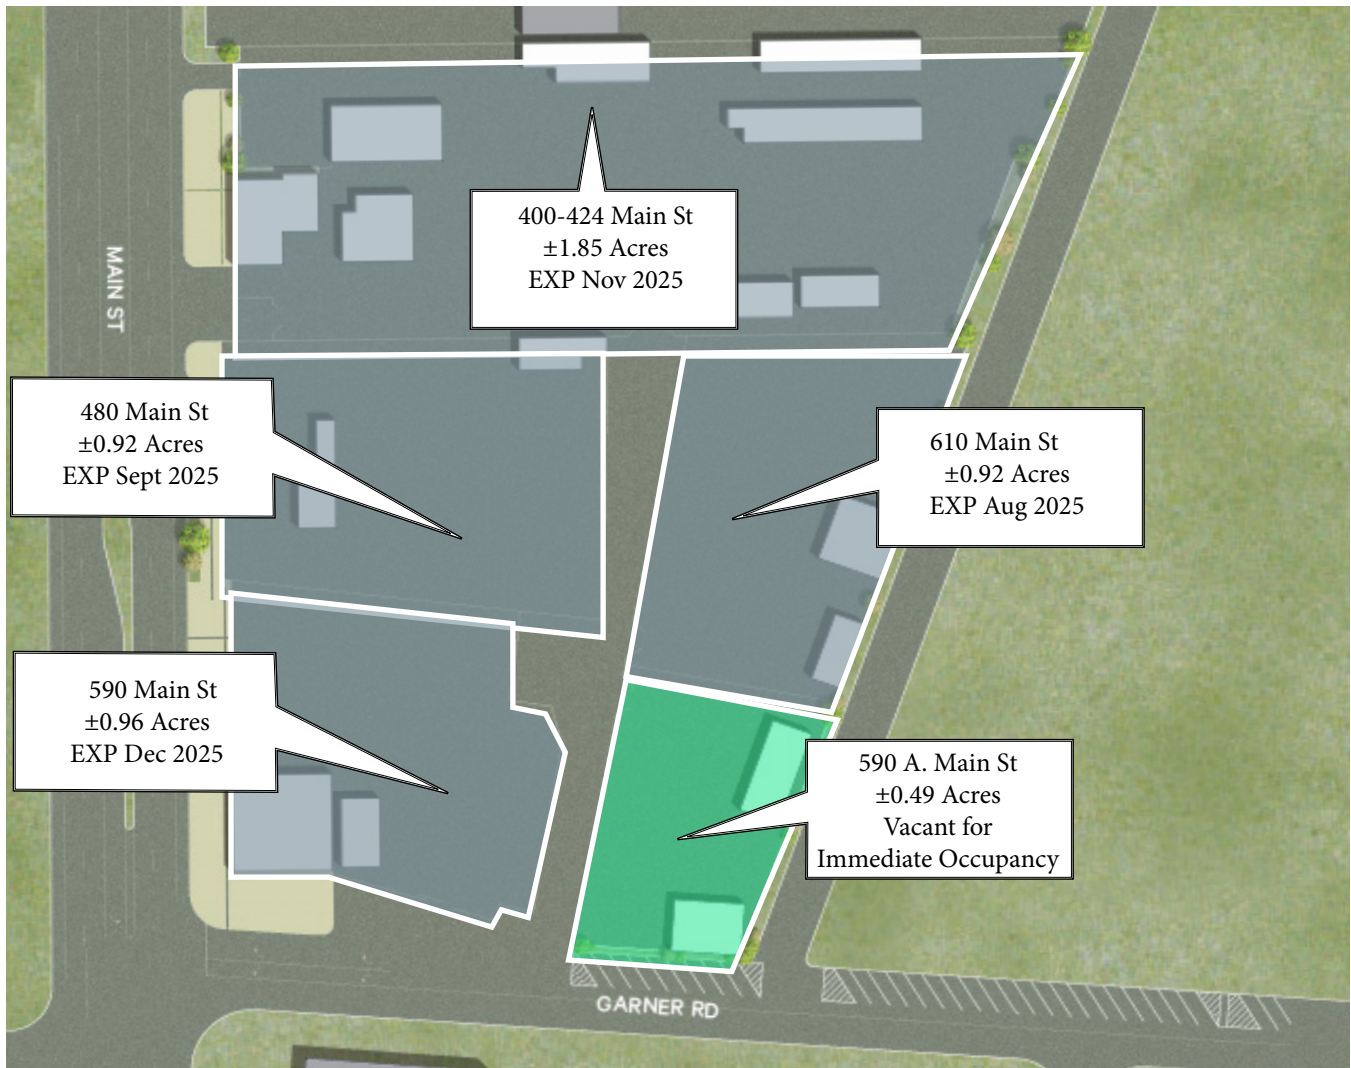 400-424 Main St
±1.85 Acres
EXP Nov 2025
MAIN ST
480 Main St
±0.92 Acres
EXP Sept 2025
610 Main St
±0.92 Acres
EXP Aug 2025
590 Main St
±0.96 Acres
EXP Dec 2025
590 A. Main St
±0.49 Acres
Vacant for
Immediate Occupancy
GARNER RD